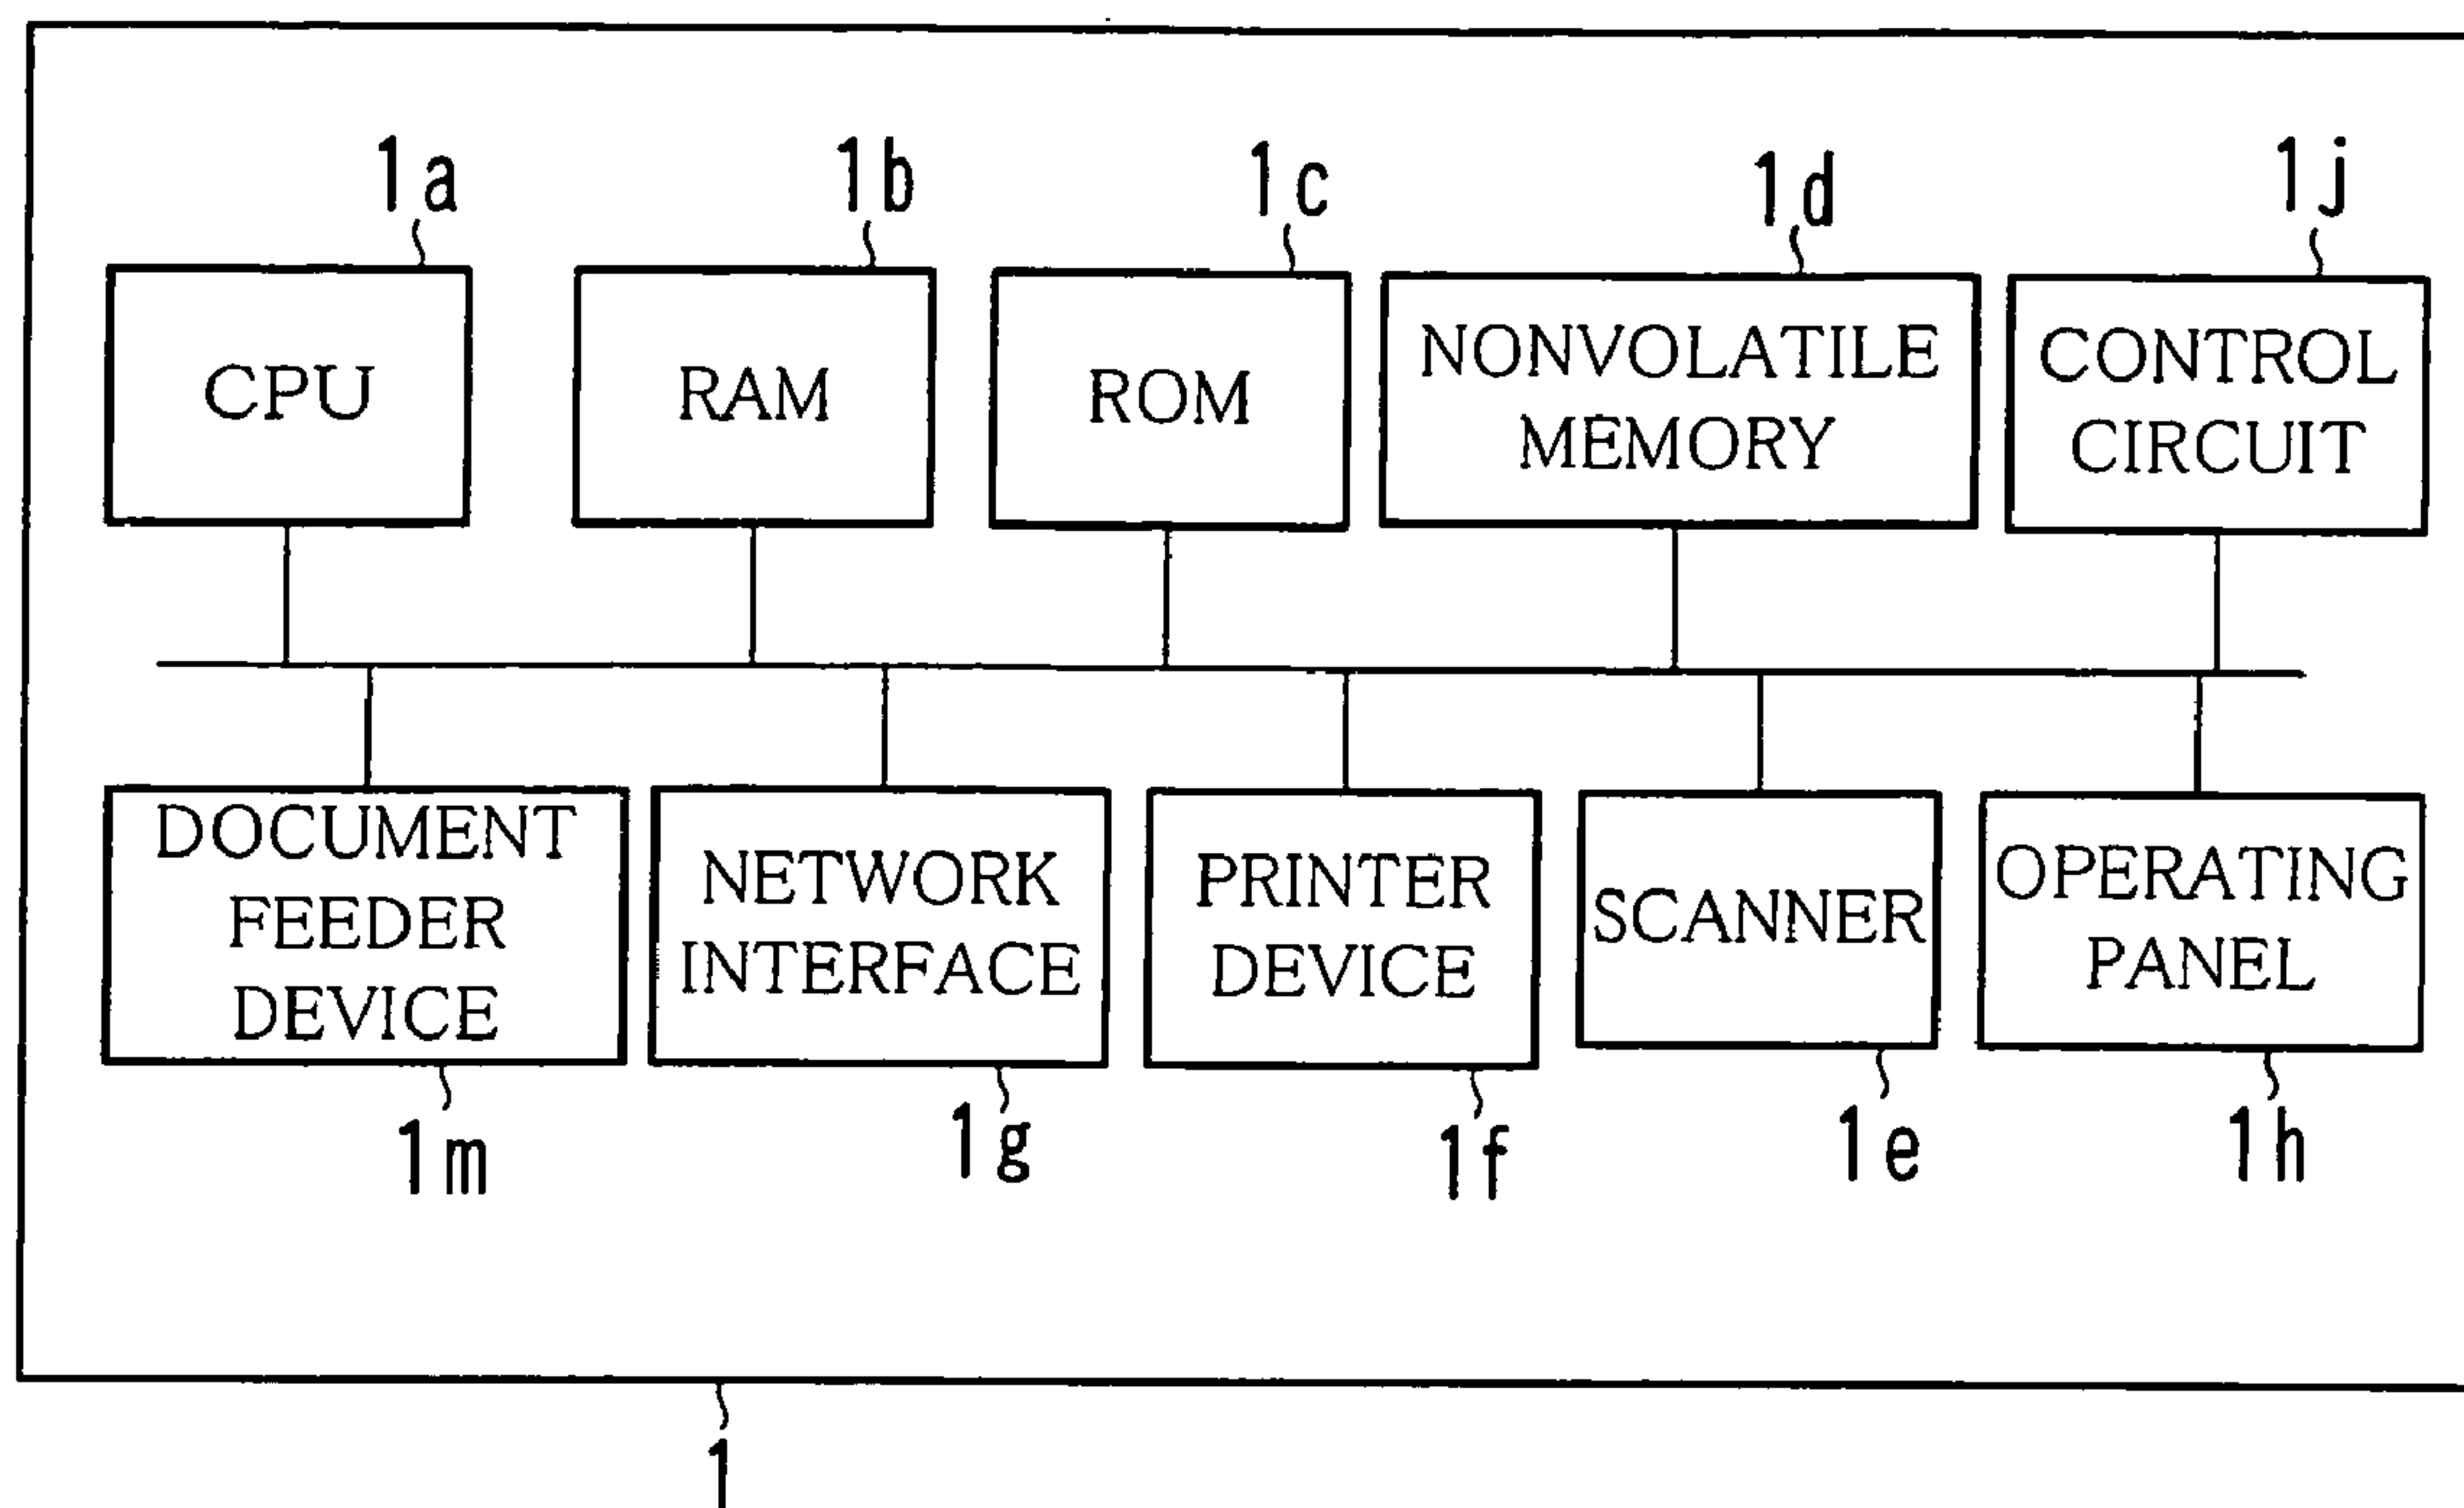 1a
1b
1c
1d
1j
CPU
RAM
ROM
NONVOLATILE
MEMORY
CONTROL
CIRCUIT
DOCUMENT
FEEDER
DEVICE
NETWORK
INTERFACE
PRINTER
DEVICE
SCANNER
OPERATING
PANEL
1m
1g
1f
1e
1h
1